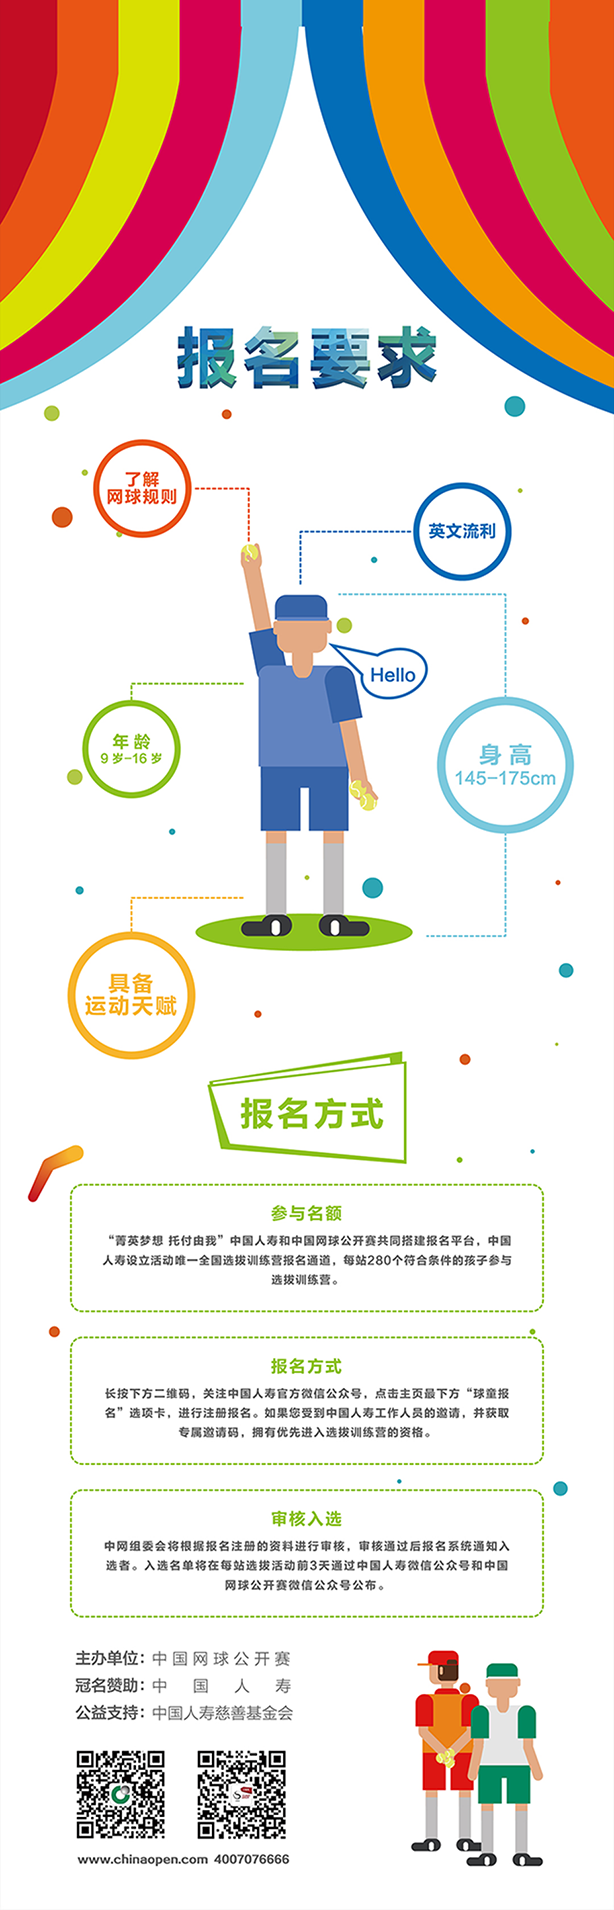 报名要求
了解
网球规则
英文流利
Hello
年 龄
9 岁-16 岁
身 高
145-175cm
具备
运动天赋
报名方式
参与名额
“菁英梦想 托付由我”中国人寿和中国网球公开赛共同搭建报名平台，中国
人寿设立活动唯一全国选拔训练营报名通道，每站280个符合条件的孩子参与
选拔训练营。
报名方式
长按下方二维码，关注中国人寿官方微信公众号，点击主页最下方“球童报
名”选项卡，进行注册报名。如果您受到中国人寿工作人员的邀请，并获取
专属邀请码，拥有优先进入选拔训练营的资格。
审核入选
中网组委会将根据报名注册的资料进行审核，审核通过后报名系统通知入
选者。入选名单将在每站选拔活动前3天通过中国人寿微信公众号和中国
网球公开赛微信公众号公布。
主办单位：中国网球公开赛
冠名赞助：中国人寿
公益支持：中国人寿慈善基金会
www.chinaopen.com 4007076666